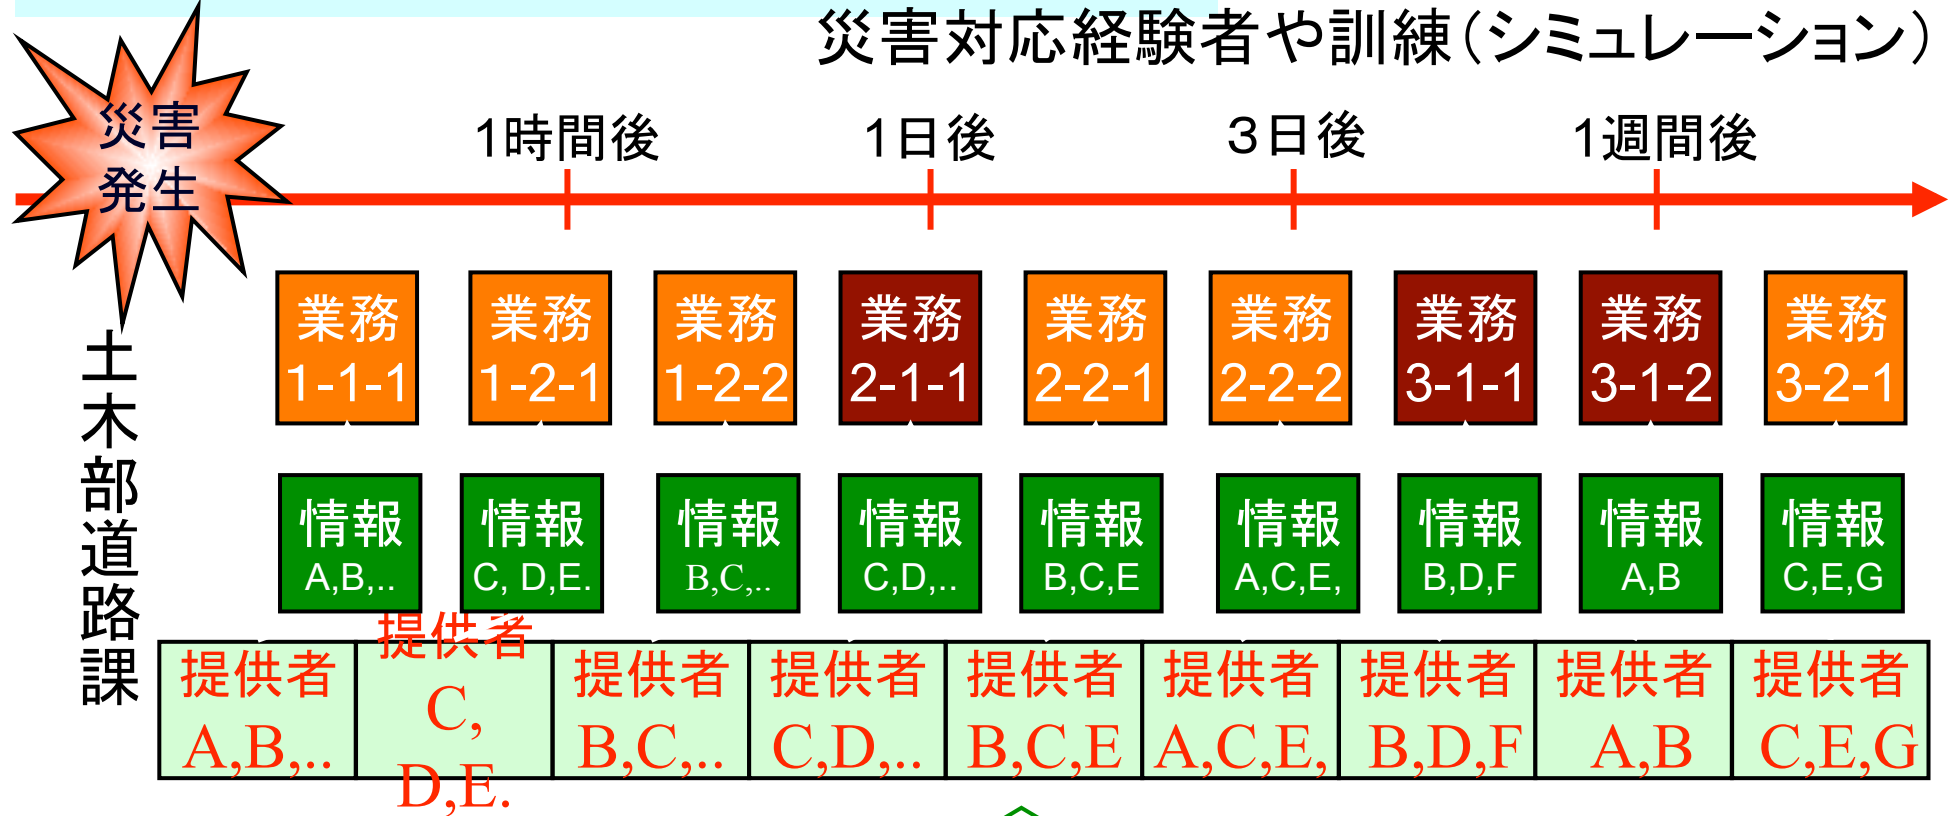 災害対応経験者や訓練（シミュレーション）
災害
発生
1時間後
1日後
３日後
1週間後
土木部道路課
業務
1-1-1
業務
1-2-1
業務
1-2-2
業務
2-1-1
業務
2-2-1
業務
2-2-2
業務
3-1-1
業務
3-1-2
業務
3-2-1
情報
A,B,..
情報
C, D,E.
情報
B,C,..
情報
C,D,..
情報
B,C,E
情報
A,C,E,
情報
B,D,F
情報
A,B
情報
C,E,G
提供者
A,B,..
提供者
C,
D,E.
提供者
B,C,..
提供者
C,D,..
提供者
B,C,E
提供者
A,C,E,
提供者
B,D,F
提供者
A,B
提供者
C,E,G